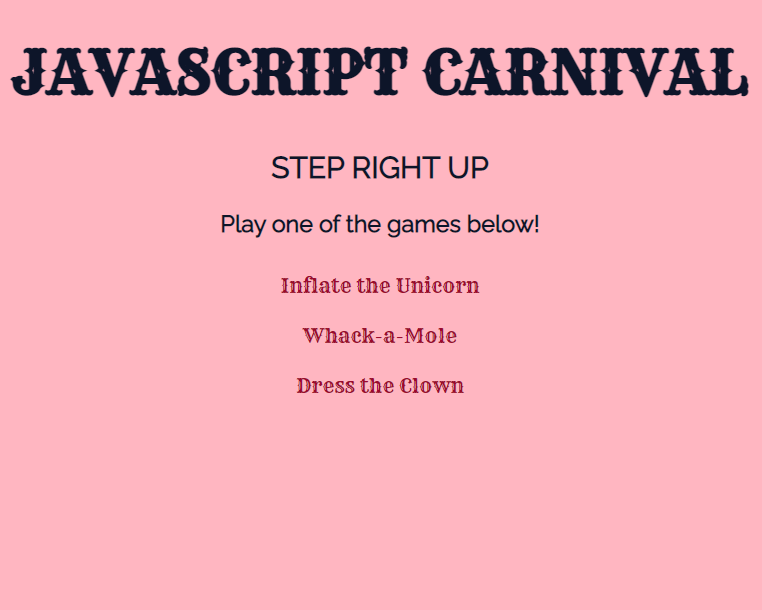 JAVASCRIPT CARNIVAL
STEP RIGHT UP
Play one of the games below!
Inflate the Unicorn
Whack-a-Mole
Dress the Clown